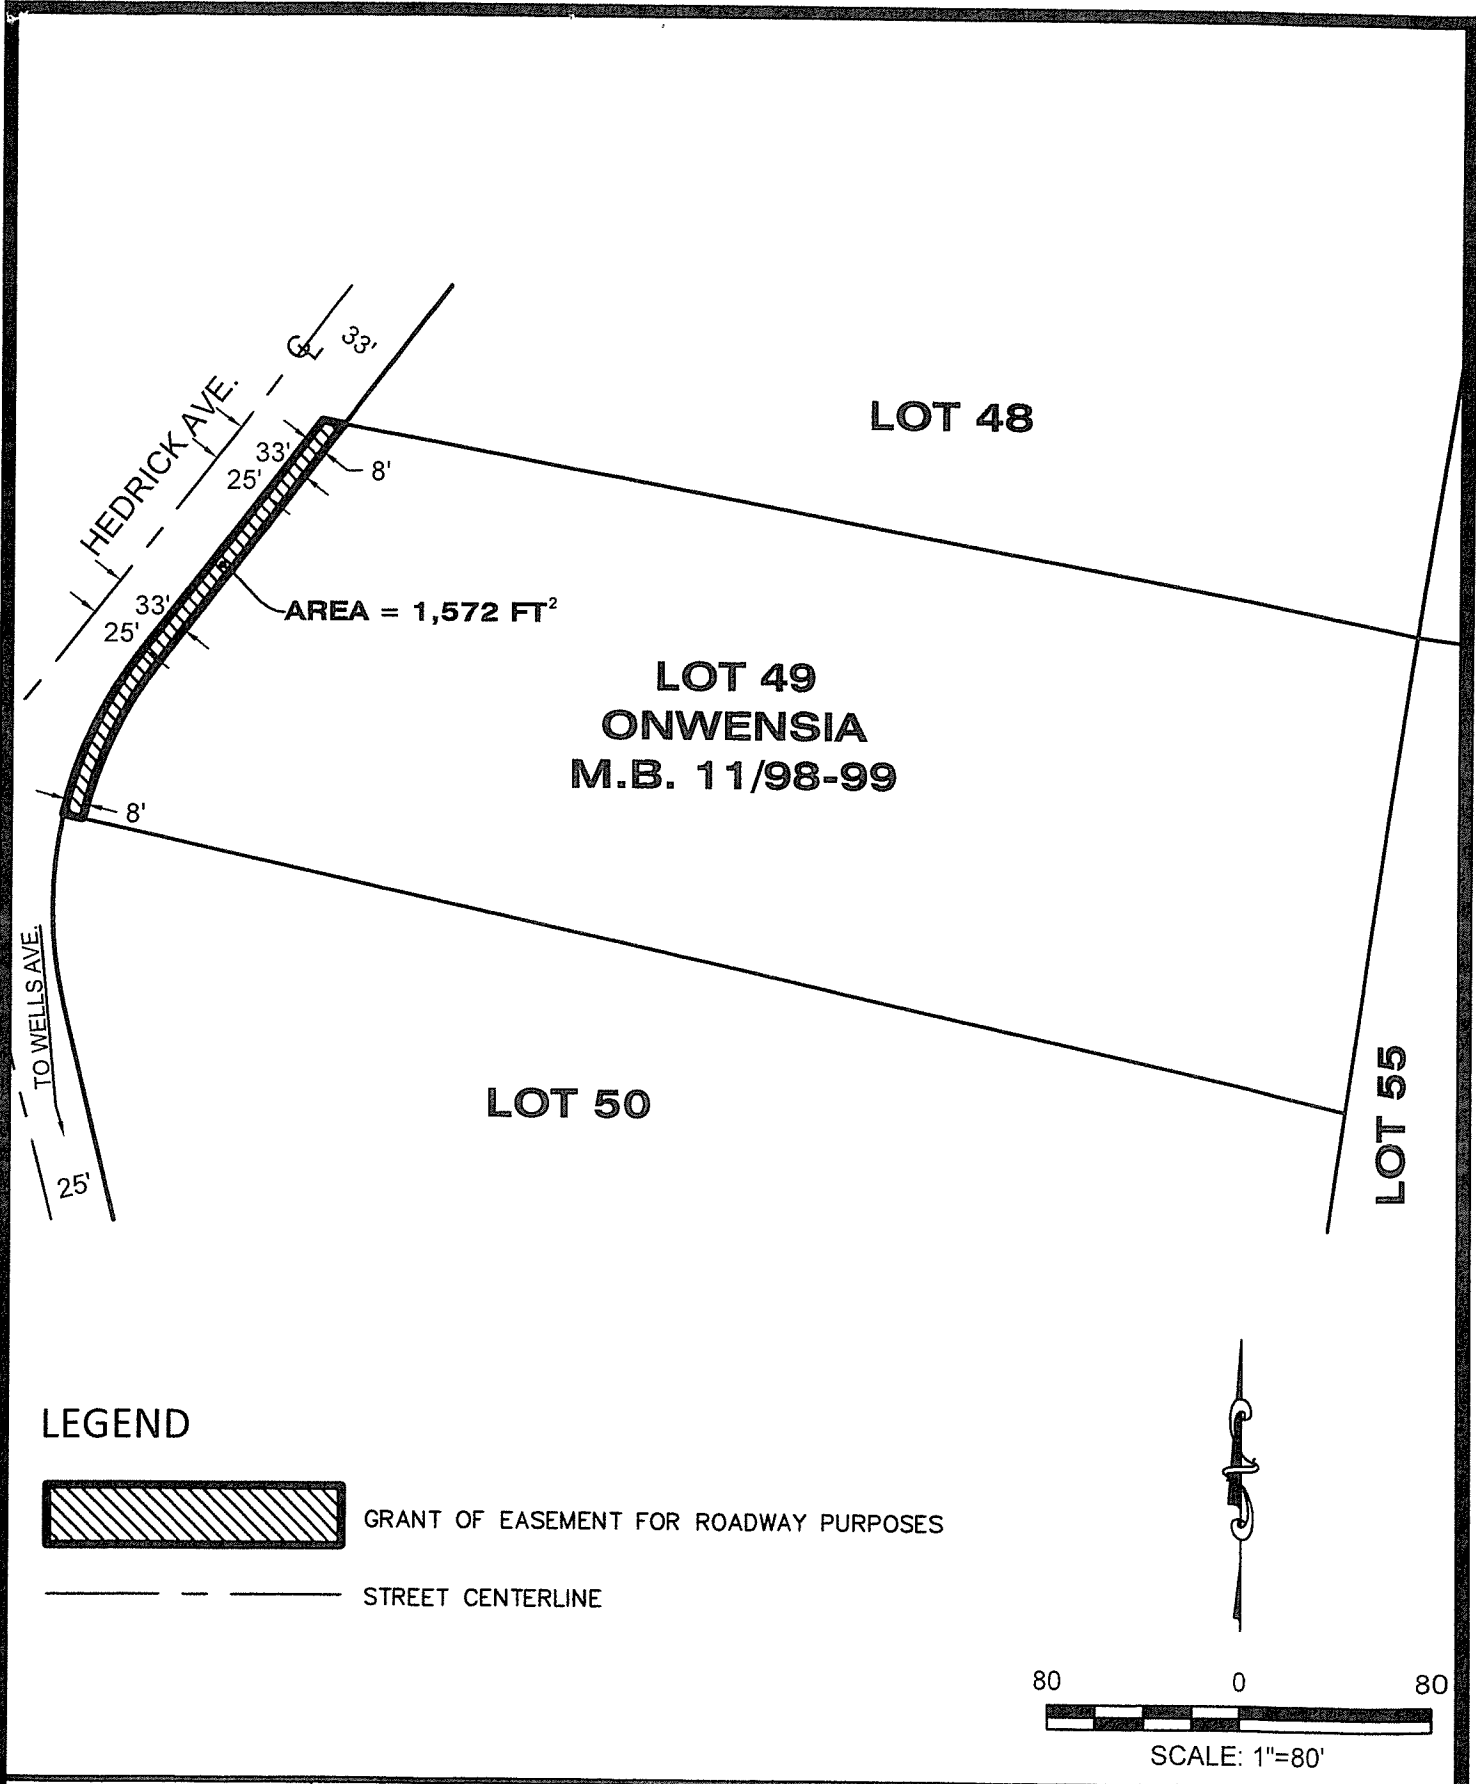 ℄ 33'
HEDRICK AVE.
LOT 48
33'
25'
8'
33'
25'
AREA = 1,572 FT²
LOT 49
ONWENSIA
M.B. 11/98-99
8'
TO WELLS AVE.
LOT 50
LOT 55
25'
LEGEND
GRANT OF EASEMENT FOR ROADWAY PURPOSES
STREET CENTERLINE
80 0 80
SCALE: 1"=80'